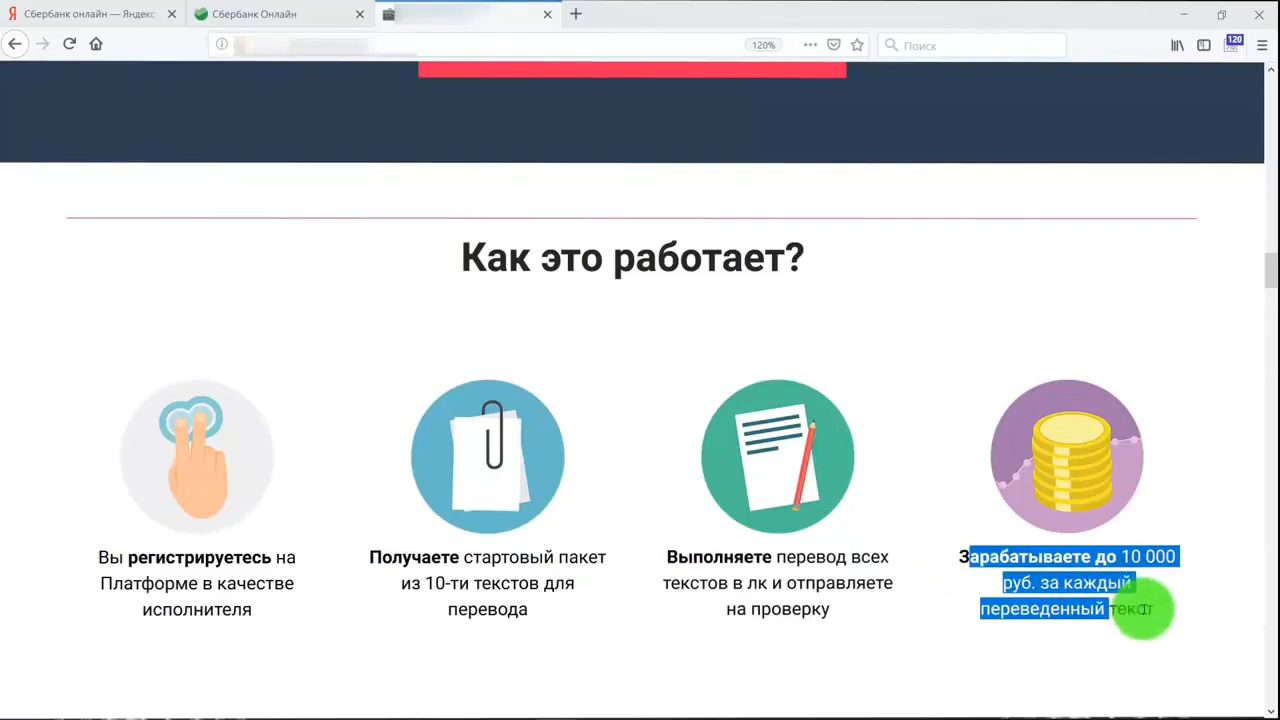 Сбербанк онлайн — Яндекс
Сбербанк Онлайн
120%
Поиск
120
Как это работает?
Вы регистрируетесь на
Платформе в качестве
исполнителя
Получаете стартовый пакет
из 10-ти текстов для
перевода
Выполняете перевод всех
текстов в лк и отправляете
на проверку
Зарабатываете до 10 000
руб. за каждый
переведенный текст